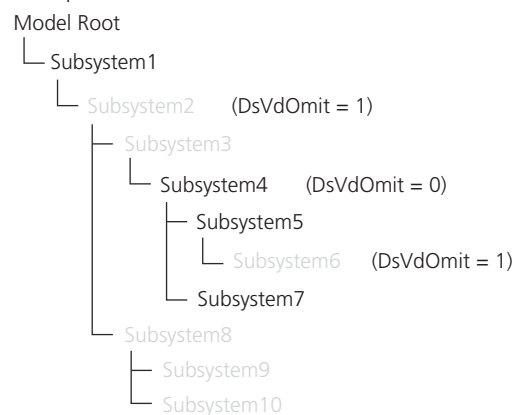 Model Root
Subsystem1
Subsystem2 (DsVdOmit = 1)
Subsystem3
Subsystem4 (DsVdOmit = 0)
Subsystem5
Subsystem6 (DsVdOmit = 1)
Subsystem7
Subsystem8
Subsystem9
Subsystem10